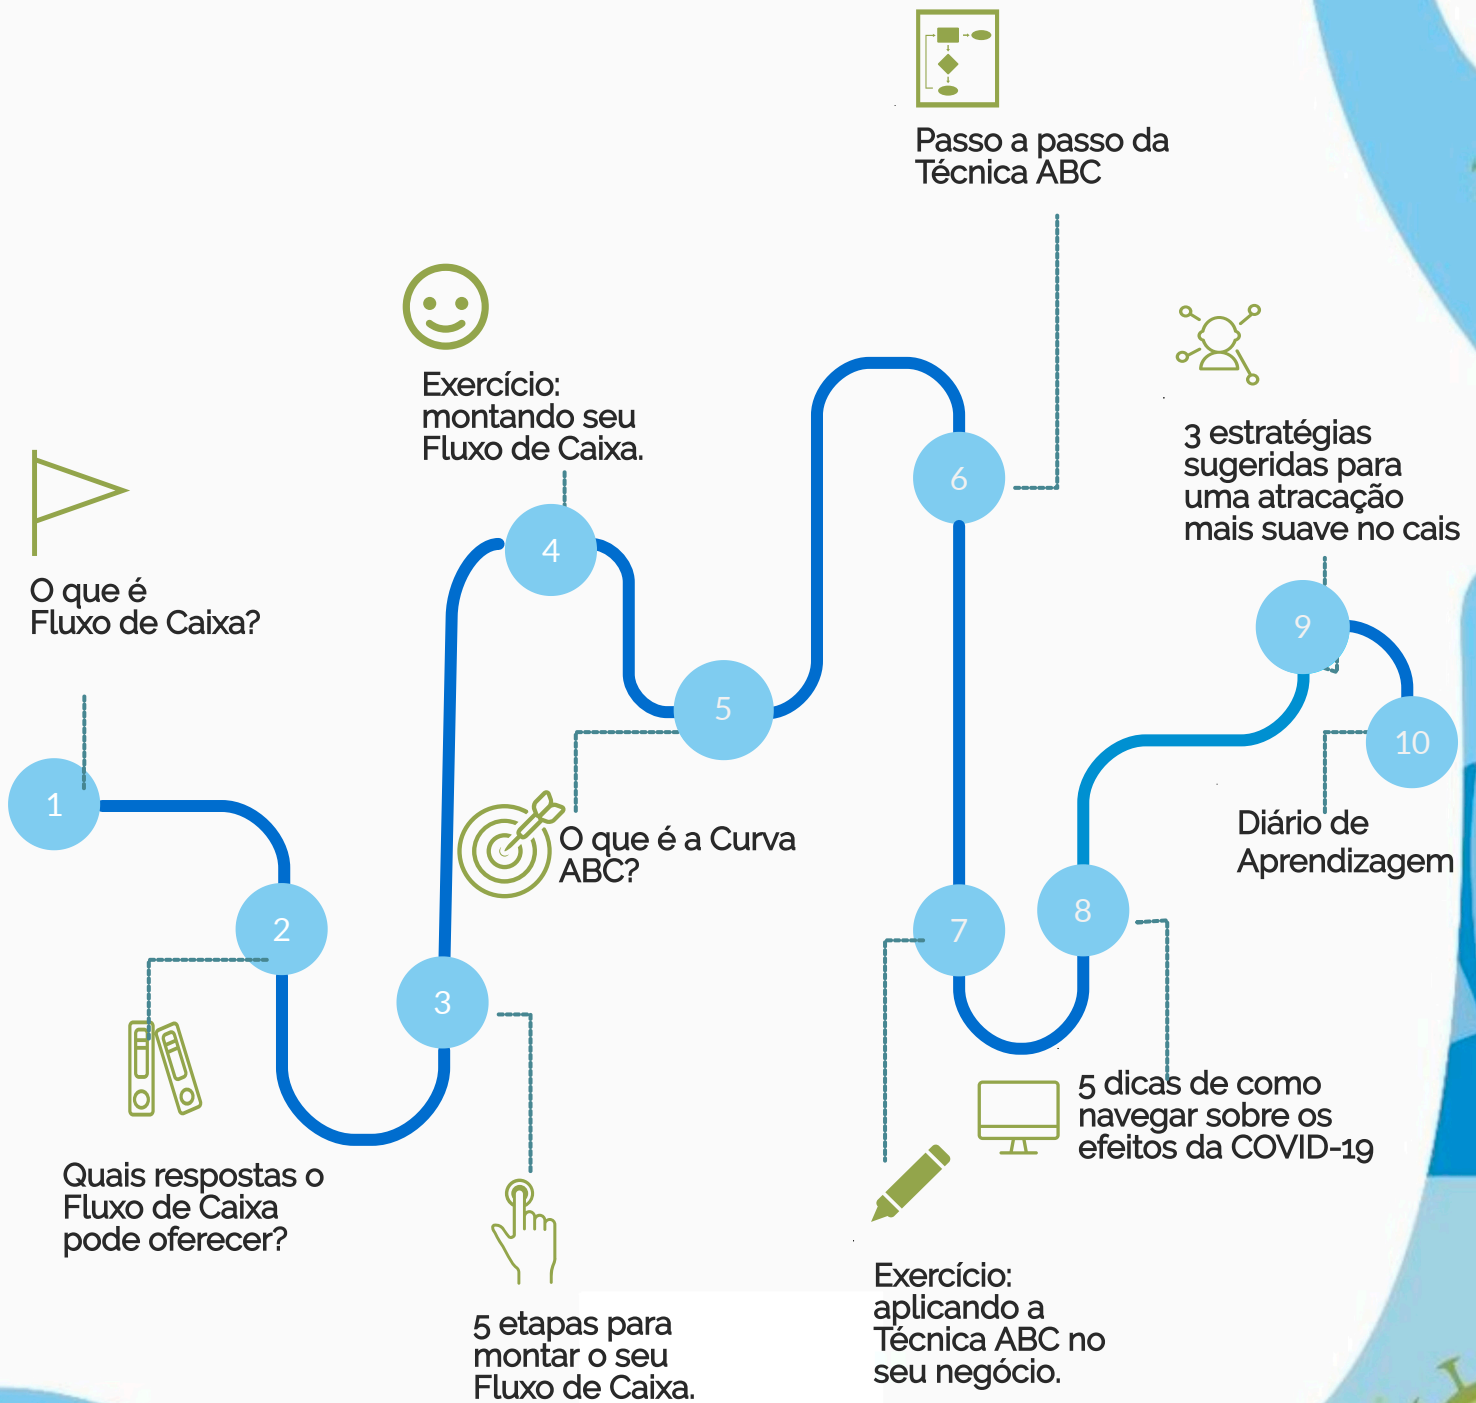 1
O que é
Fluxo de Caixa?
2
Quais respostas o
Fluxo de Caixa
pode oferecer?
3
5 etapas para
montar o seu
Fluxo de Caixa.
4
Exercício:
montando seu
Fluxo de Caixa.
5
O que é a Curva
ABC?
6
Passo a passo da
Técnica ABC
7
Exercício:
aplicando a
Técnica ABC no
seu negócio.
8
5 dicas de como
navegar sobre os
efeitos da COVID-19
9
3 estratégias
sugeridas para
uma atracação
mais suave no cais
10
Diário de
Aprendizagem